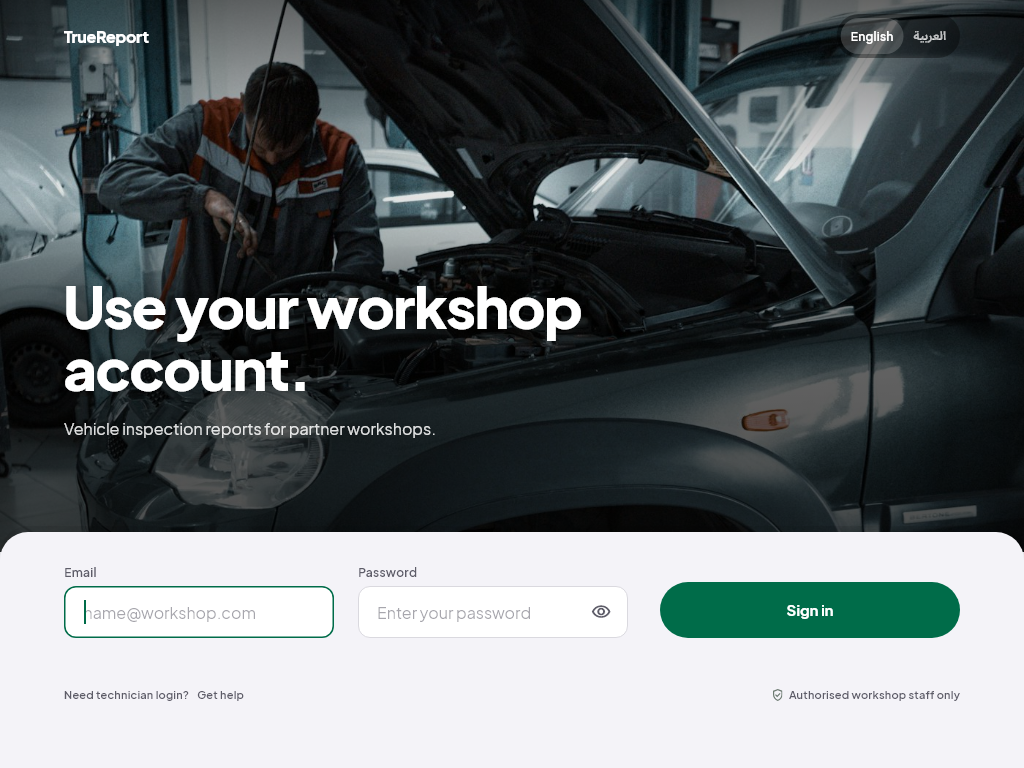 TrueReport
English
العربية
Use your workshop
account.
Vehicle inspection reports for partner workshops.
Email
Password
name@workshop.com
Enter your password
Sign in
Need technician login? Get help
Authorised workshop staff only